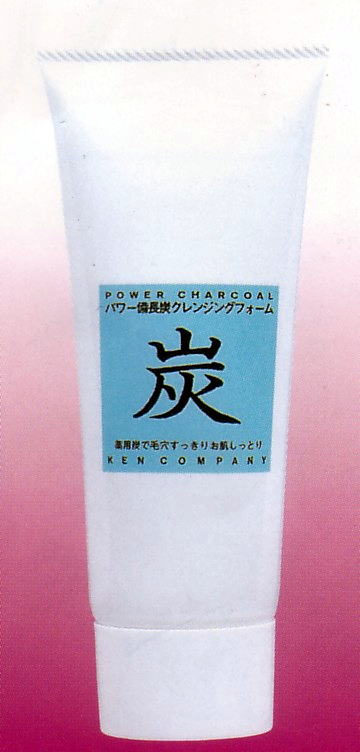 POWER CHARCOAL
パワー備長炭クレンジングフォーム
炭
薬用炭で毛穴すっきりお肌しっとり
KEN COMPANY